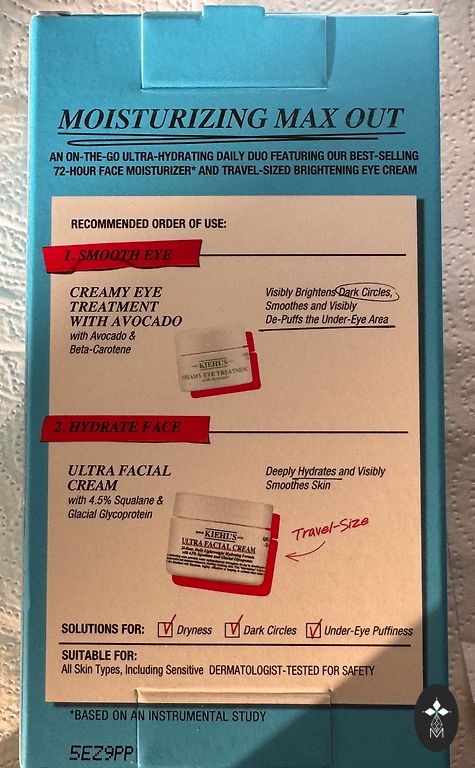 MOISTURIZING MAX OUT
AN ON-THE-GO ULTRA-HYDRATING DAILY DUO FEATURING OUR BEST-SELLING
72-HOUR FACE MOISTURIZER* AND TRAVEL-SIZED BRIGHTENING EYE CREAM
RECOMMENDED ORDER OF USE:
1. SMOOTH EYE
CREAMY EYE
TREATMENT
WITH AVOCADO
with Avocado &
Beta-Carotene
Visibly Brightens Dark Circles,
Smoothes and Visibly
De-Puffs the Under-Eye Area
KIEHL'S
CREAMY EYE TREATMENT
with Avocado
2. HYDRATE FACE
ULTRA FACIAL
CREAM
with 4.5% Squalane &
Glacial Glycoprotein
Deeply Hydrates and Visibly
Smoothes Skin
KIEHL'S
ULTRA FACIAL CREAM
Travel-Size
SOLUTIONS FOR: Dryness Dark Circles Under-Eye Puffiness
SUITABLE FOR:
All Skin Types, Including Sensitive DERMATOLOGIST-TESTED FOR SAFETY
*BASED ON AN INSTRUMENTAL STUDY
5EZ9PP